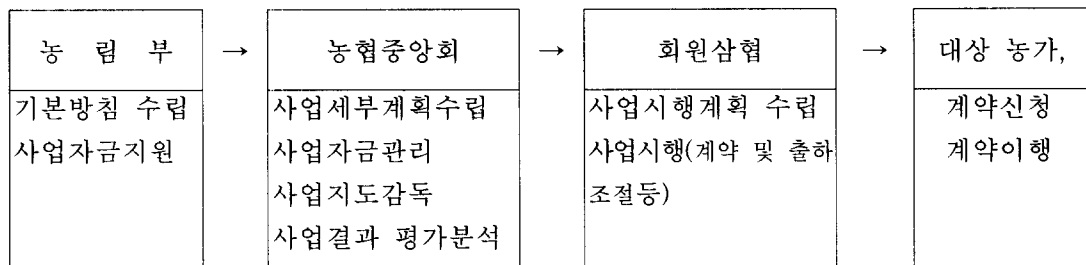 농 림 부 → 농협중앙회 → 회원삼협 → 대상 농가,
기본방침 수립
사업자금지원
사업세부계획수립
사업자금관리
사업지도감독
사업결과 평가분석
사업시행계획 수립
사업시행(계약 및 출하
조절등)
계약신청
계약이행